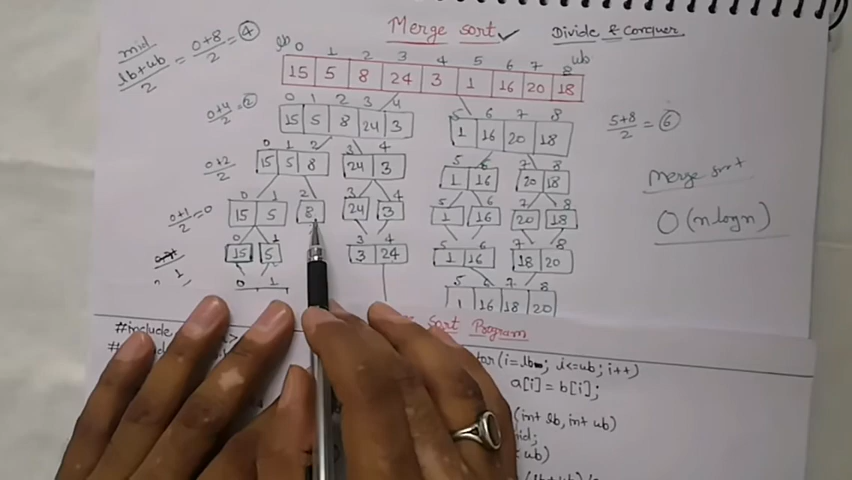 Merge sort ✓ Divide & Conquer
mid
lb+ub / 2 = 0+8 / 2 = 4
lb ub
0 1 2 3 4 5 6 7 8
15 5 8 24 3 1 16 20 18
0+4 / 2 = 2
0 1 2 3 4 5 6 7 8
15 5 8 24 3 1 16 20 18
5+8 / 2 = 6
0+2 / 2
0 1 2 3 4 5 6 7 8
15 5 8 24 3 1 16 20 18
merge sort
O(nlogn)
0+1 / 2 = 0
0 1 2 3 4 5 6 7 8
15 5 8 24 3 1 16 20 18
0 1 3 4 5 6 7 8
15 5 3 24 1 16 18 20
1
0 1 5 6 7 8
1 16 18 20
Sort Program
#include
for(i=lb; i<=ub; i++)
a[i] = b[i];
(int lb, int ub)
mid;
ub)